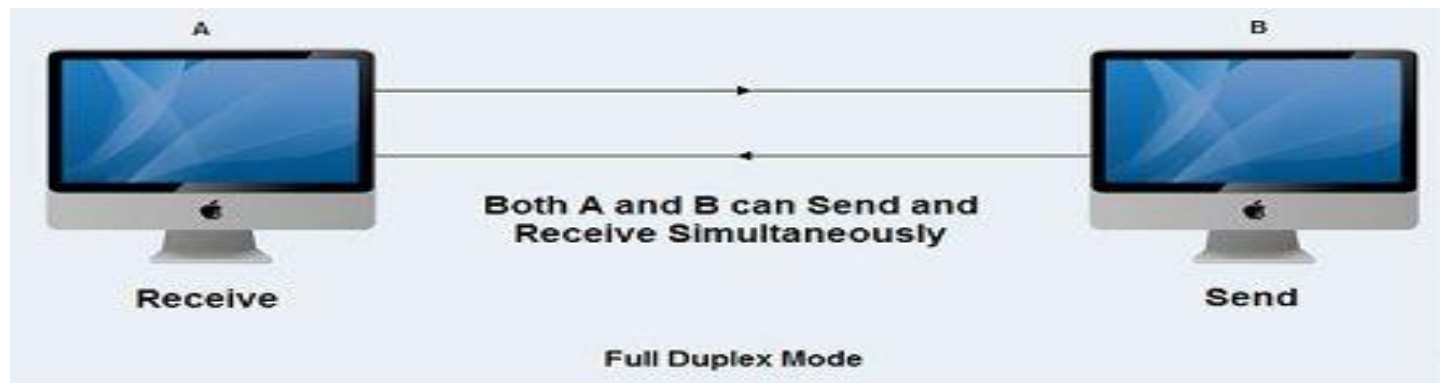 A
B
Both A and B can Send and
Receive Simultaneously
Receive
Send
Full Duplex Mode